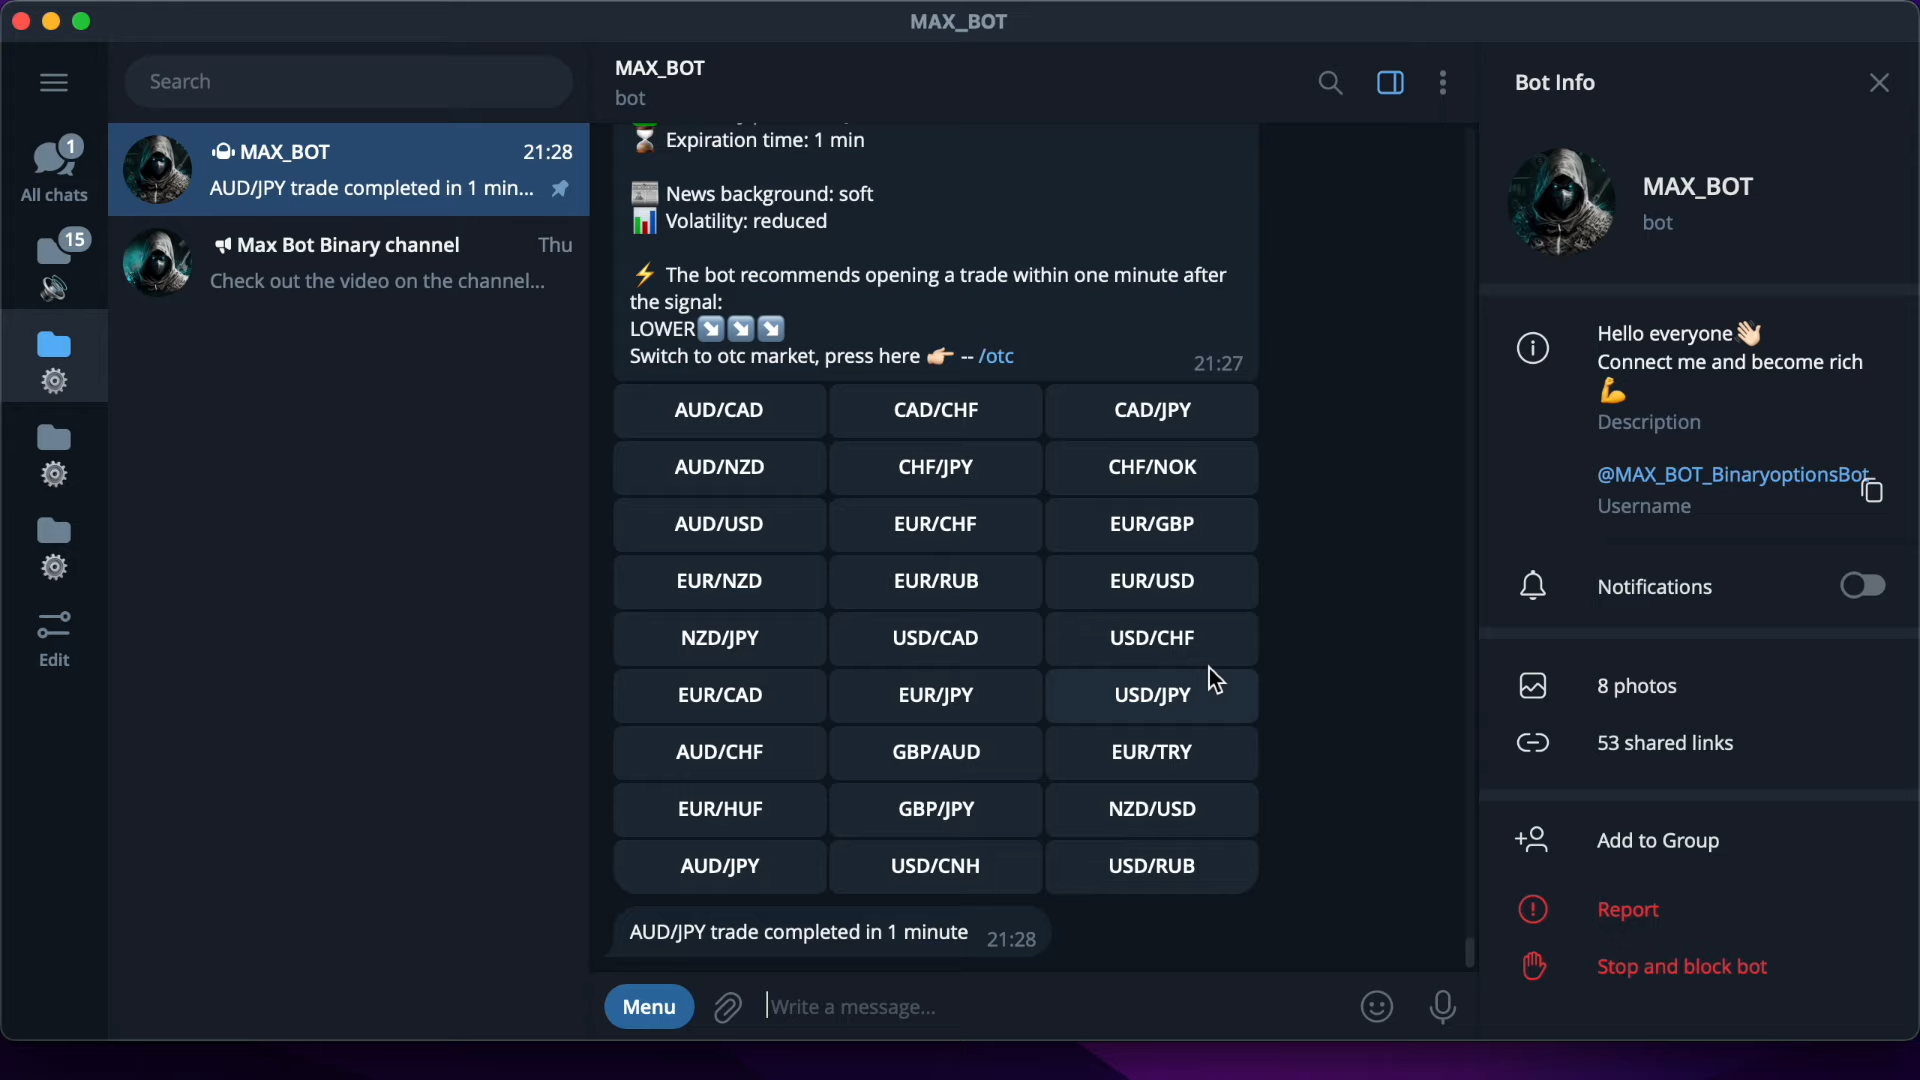 MAX_BOT
Search
1
All chats
15
Edit
MAX_BOT 21:28
AUD/JPY trade completed in 1 min...
Max Bot Binary channel Thu
Check out the video on the channel...
MAX_BOT
bot
Expiration time: 1 min
News background: soft
Volatility: reduced
The bot recommends opening a trade within one minute after
the signal:
LOWER
Switch to otc market, press here 👉🏻 -- /otc
21:27
AUD/CAD CAD/CHF CAD/JPY
AUD/NZD CHF/JPY CHF/NOK
AUD/USD EUR/CHF EUR/GBP
EUR/NZD EUR/RUB EUR/USD
NZD/JPY USD/CAD USD/CHF
EUR/CAD EUR/JPY USD/JPY
AUD/CHF GBP/AUD EUR/TRY
EUR/HUF GBP/JPY NZD/USD
AUD/JPY USD/CNH USD/RUB
AUD/JPY trade completed in 1 minute 21:28
Menu
Write a message...
Bot Info
MAX_BOT
bot
Hello everyone👋🏻
Connect me and become rich
💪🏻
Description
@MAX_BOT_BinaryoptionsBot
Username
Notifications
8 photos
53 shared links
Add to Group
Report
Stop and block bot